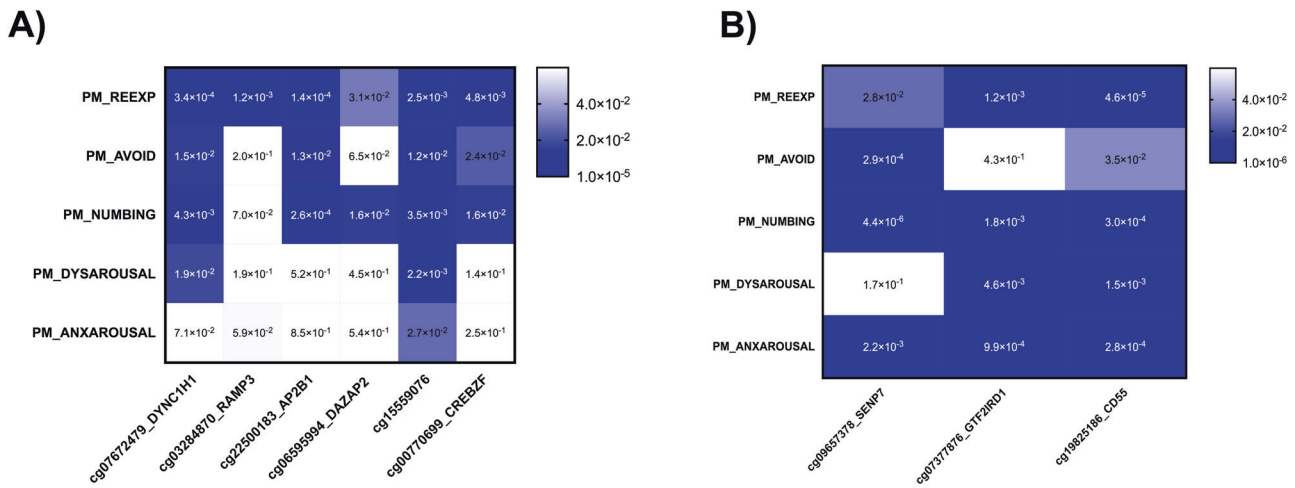 A)
PM_REEXP 3.4×10⁻⁴ 1.2×10⁻³ 1.4×10⁻⁴ 3.1×10⁻² 2.5×10⁻³ 4.8×10⁻³
PM_AVOID 1.5×10⁻² 2.0×10⁻¹ 1.3×10⁻² 6.5×10⁻² 1.2×10⁻² 2.4×10⁻²
PM_NUMBING 4.3×10⁻³ 7.0×10⁻² 2.6×10⁻⁴ 1.6×10⁻² 3.5×10⁻³ 1.6×10⁻²
PM_DYSAROUSAL 1.9×10⁻² 1.9×10⁻¹ 5.2×10⁻¹ 4.5×10⁻¹ 2.2×10⁻³ 1.4×10⁻¹
PM_ANXAROUSAL 7.1×10⁻² 5.9×10⁻² 8.5×10⁻¹ 5.4×10⁻¹ 2.7×10⁻² 2.5×10⁻¹
cg07672479_DYNC1H1
cg03284870_RAMP3
cg22500183_AP2B1
cg06595994_DAZAP2
cg15559076
cg00770699_CREBZF
4.0×10⁻²
2.0×10⁻²
1.0×10⁻⁵
B)
PM_REEXP 2.8×10⁻² 1.2×10⁻³ 4.6×10⁻⁵
PM_AVOID 2.9×10⁻⁴ 4.3×10⁻¹ 3.5×10⁻²
PM_NUMBING 4.4×10⁻⁶ 1.8×10⁻³ 3.0×10⁻⁴
PM_DYSAROUSAL 1.7×10⁻¹ 4.6×10⁻³ 1.5×10⁻³
PM_ANXAROUSAL 2.2×10⁻³ 9.9×10⁻⁴ 2.8×10⁻⁴
cg09657378_SENP7
cg07377876_GTF2IRD1
cg19825186_CD55
4.0×10⁻²
2.0×10⁻²
1.0×10⁻⁶